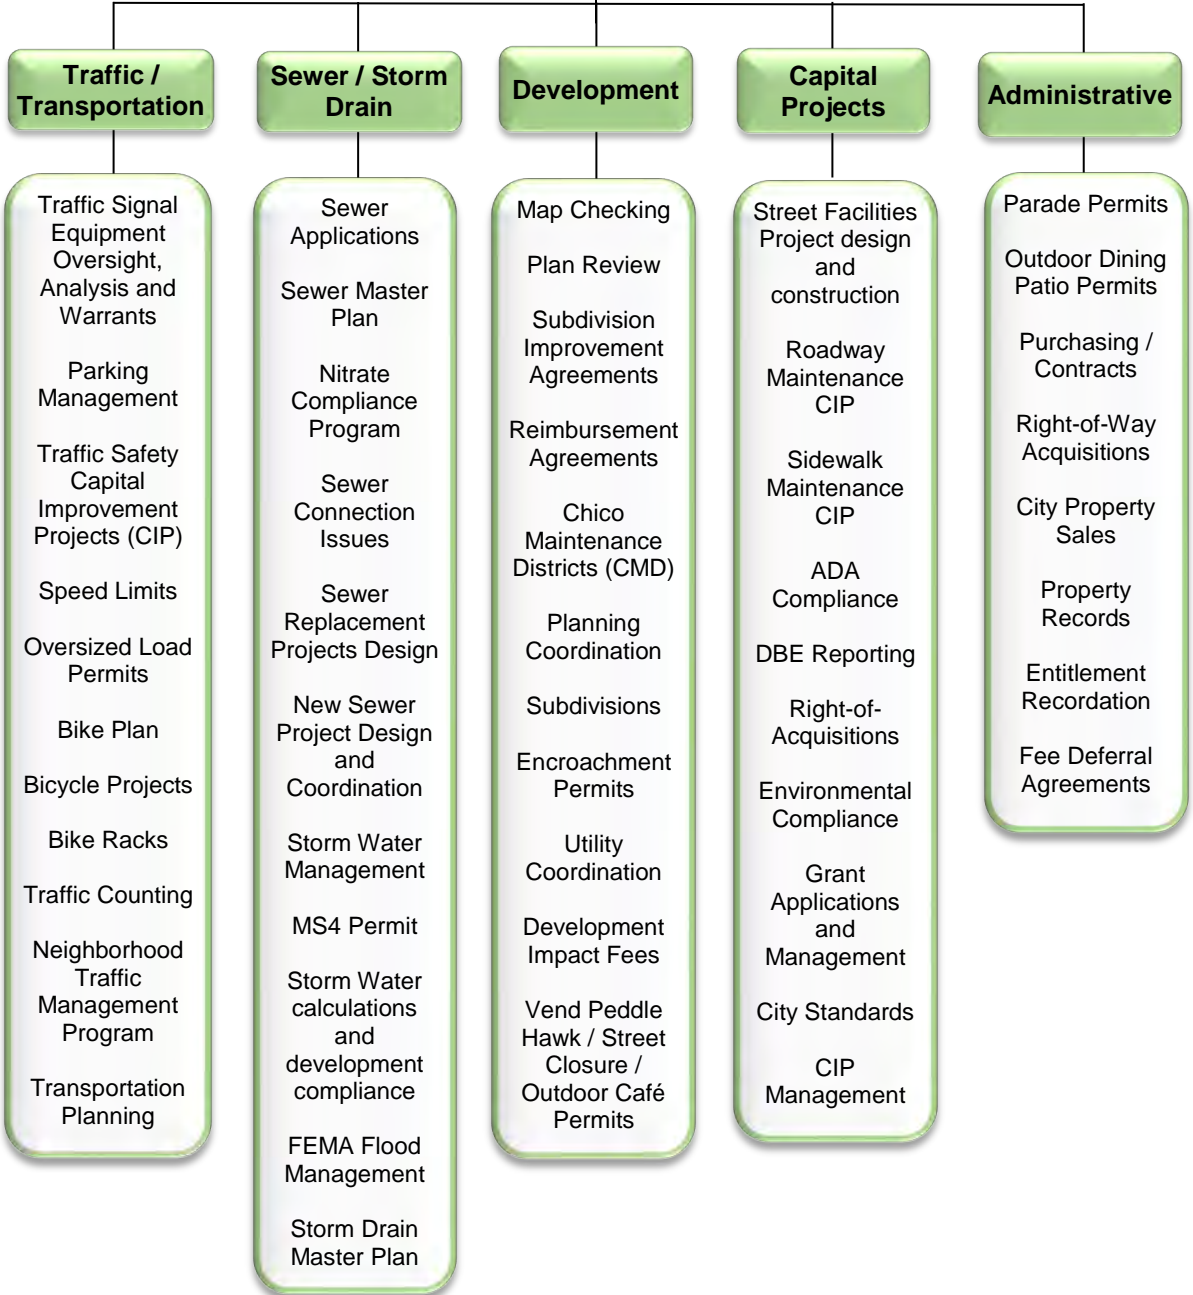 Traffic /
Transportation
Traffic Signal
Equipment
Oversight,
Analysis and
Warrants
Parking
Management
Traffic Safety
Capital
Improvement
Projects (CIP)
Speed Limits
Oversized Load
Permits
Bike Plan
Bicycle Projects
Bike Racks
Traffic Counting
Neighborhood
Traffic
Management
Program
Transportation
Planning
Sewer / Storm
Drain
Sewer
Applications
Sewer Master
Plan
Nitrate
Compliance
Program
Sewer
Connection
Issues
Sewer
Replacement
Projects Design
New Sewer
Project Design
and
Coordination
Storm Water
Management
MS4 Permit
Storm Water
calculations
and
development
compliance
FEMA Flood
Management
Storm Drain
Master Plan
Development
Map Checking
Plan Review
Subdivision
Improvement
Agreements
Reimbursement
Agreements
Chico
Maintenance
Districts (CMD)
Planning
Coordination
Subdivisions
Encroachment
Permits
Utility
Coordination
Development
Impact Fees
Vend Peddle
Hawk / Street
Closure /
Outdoor Café
Permits
Capital
Projects
Street Facilities
Project design
and
construction
Roadway
Maintenance
CIP
Sidewalk
Maintenance
CIP
ADA
Compliance
DBE Reporting
Right-of-
Acquisitions
Environmental
Compliance
Grant
Applications
and
Management
City Standards
CIP
Management
Administrative
Parade Permits
Outdoor Dining
Patio Permits
Purchasing /
Contracts
Right-of-Way
Acquisitions
City Property
Sales
Property
Records
Entitlement
Recordation
Fee Deferral
Agreements